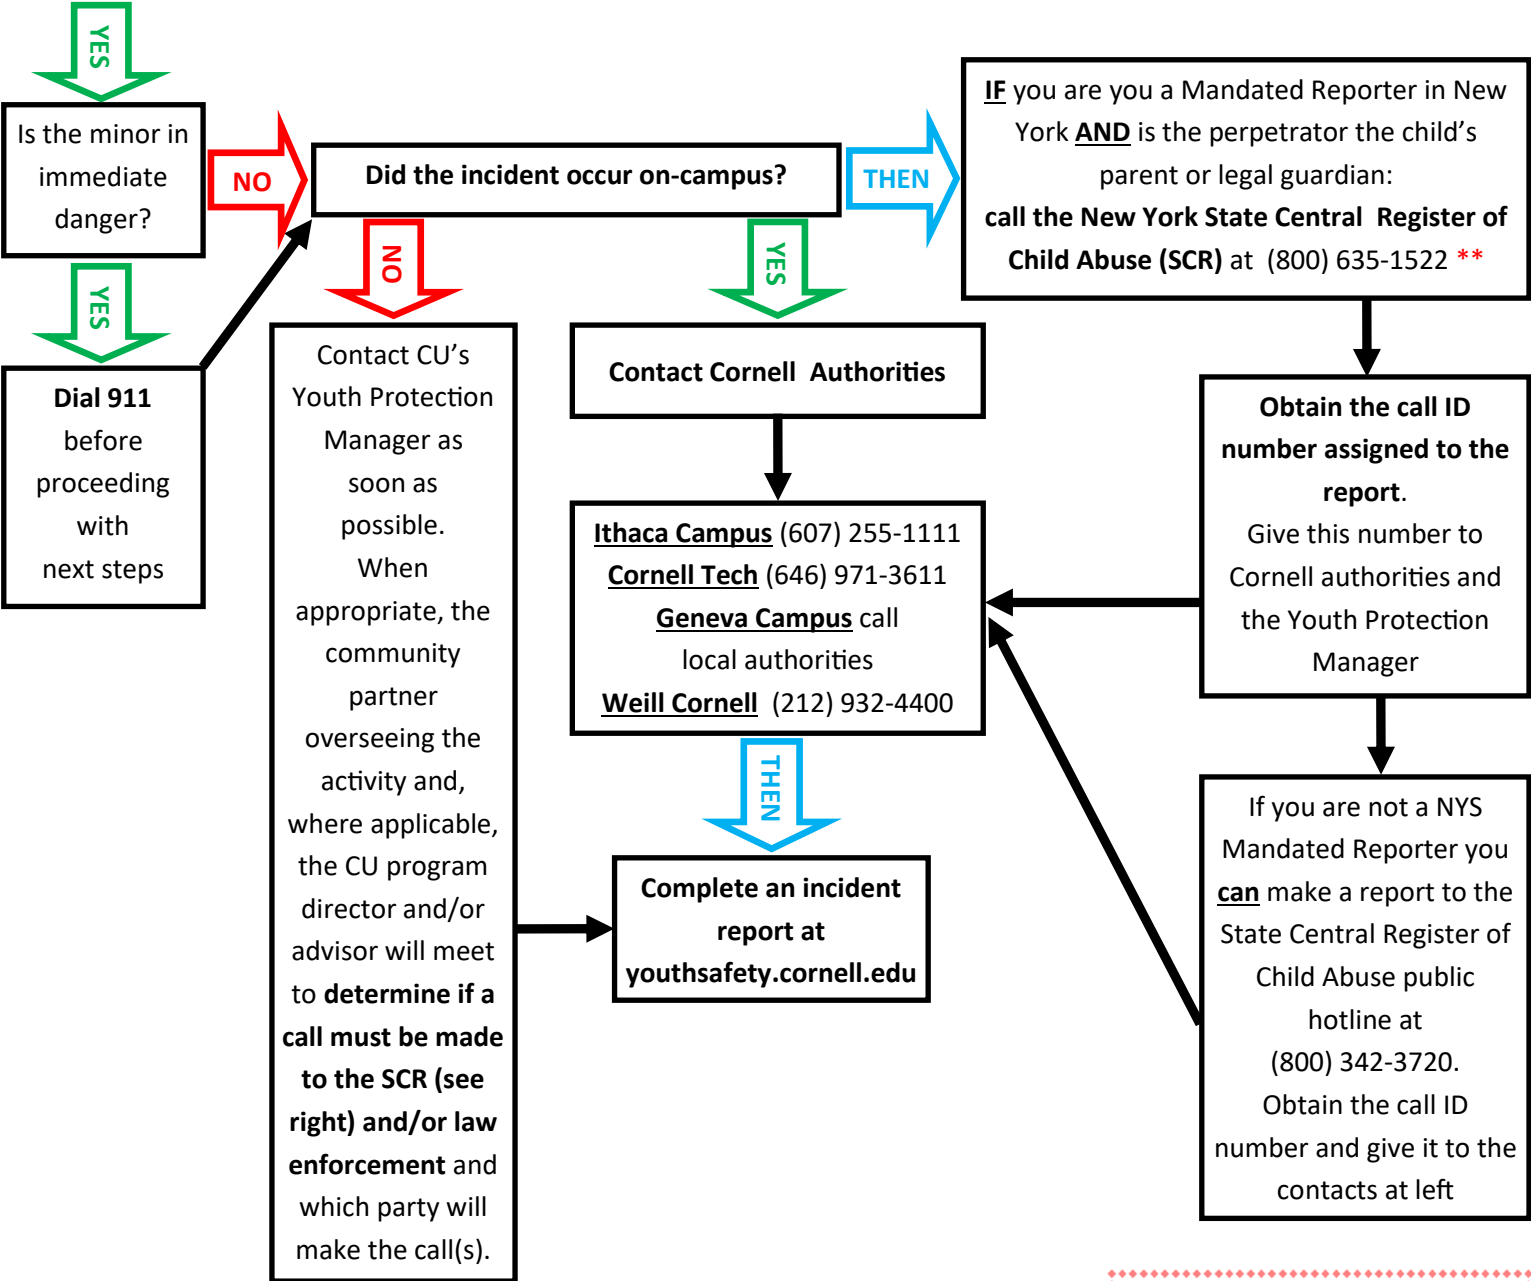 YES
Is the minor in
immediate
danger?
NO
YES
Dial 911
before
proceeding
with
next steps
Did the incident occur on-campus?
THEN
NO
YES
IF you are you a Mandated Reporter in New
York AND is the perpetrator the child’s
parent or legal guardian:
call the New York State Central Register of
Child Abuse (SCR) at (800) 635-1522 **
Contact CU’s
Youth Protection
Manager as
soon as
possible.
When
appropriate, the
community
partner
overseeing the
activity and,
where applicable,
the CU program
director and/or
advisor will meet
to determine if a
call must be made
to the SCR (see
right) and/or law
enforcement and
which party will
make the call(s).
Contact Cornell Authorities
Ithaca Campus (607) 255-1111
Cornell Tech (646) 971-3611
Geneva Campus call
local authorities
Weill Cornell (212) 932-4400
THEN
Complete an incident
report at
youthsafety.cornell.edu
Obtain the call ID
number assigned to the
report.
Give this number to
Cornell authorities and
the Youth Protection
Manager
If you are not a NYS
Mandated Reporter you
can make a report to the
State Central Register of
Child Abuse public
hotline at
(800) 342-3720.
Obtain the call ID
number and give it to the
contacts at left